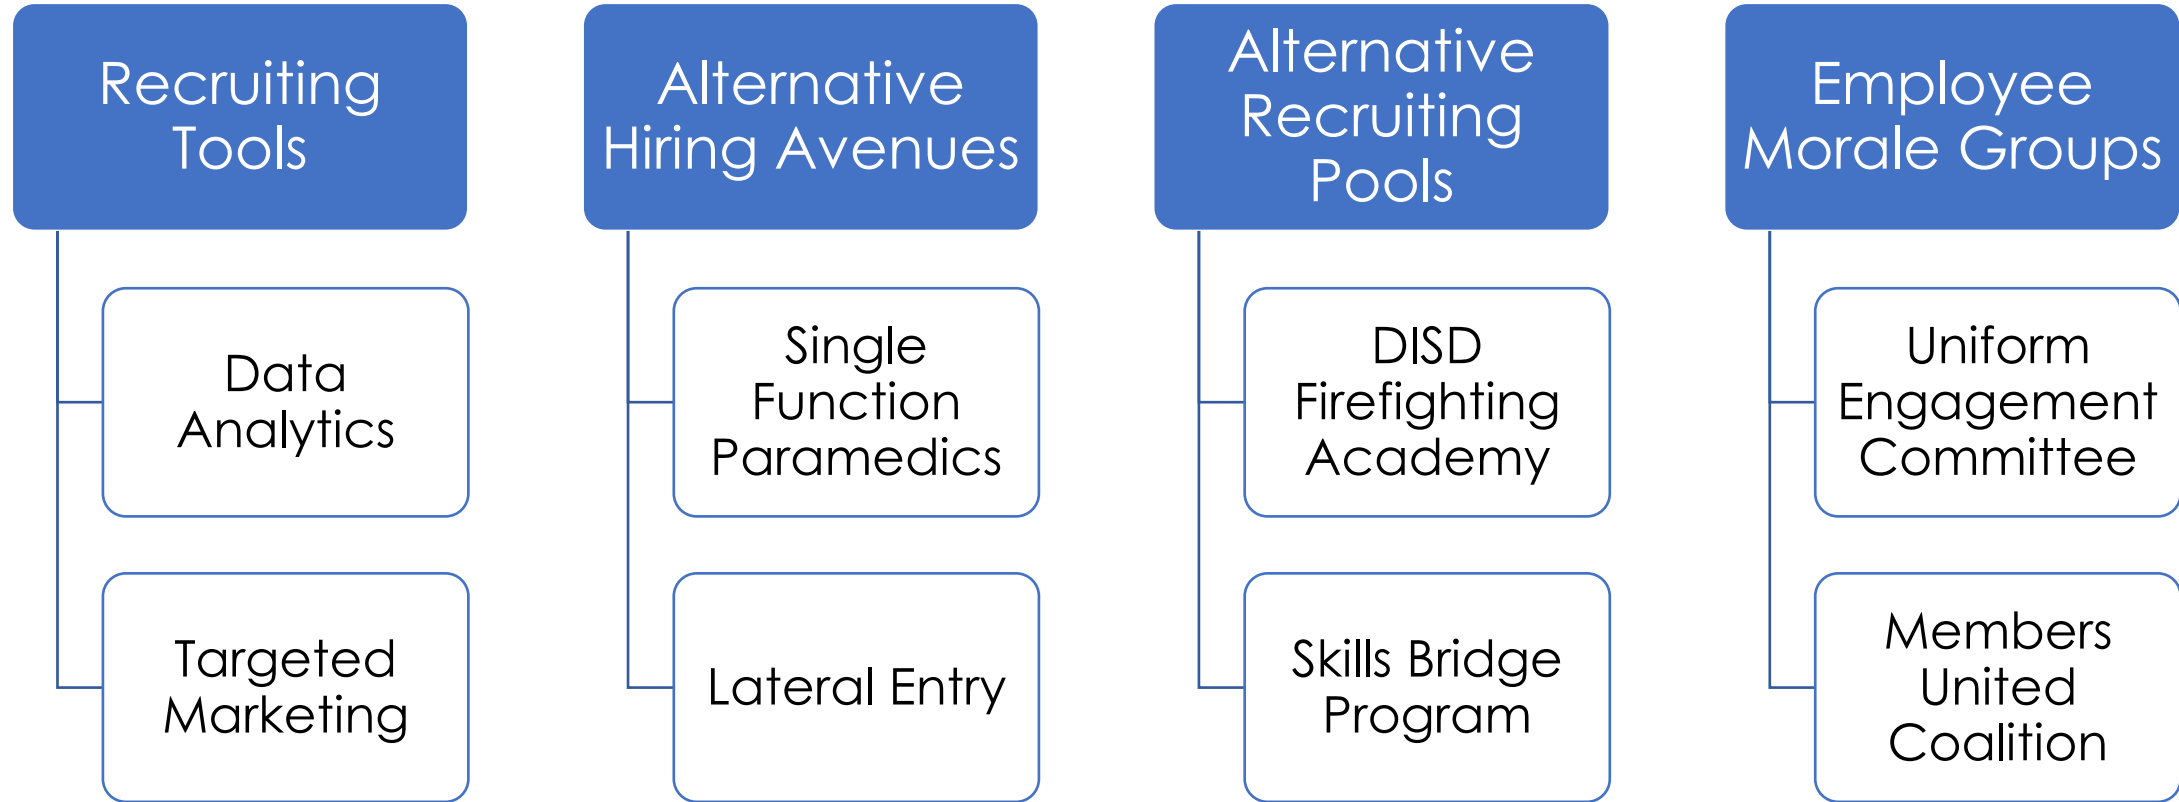 Recruiting
Tools
Data
Analytics
Targeted
Marketing
Alternative
Hiring Avenues
Single
Function
Paramedics
Lateral Entry
Alternative
Recruiting
Pools
DISD
Firefighting
Academy
Skills Bridge
Program
Employee
Morale Groups
Uniform
Engagement
Committee
Members
United
Coalition